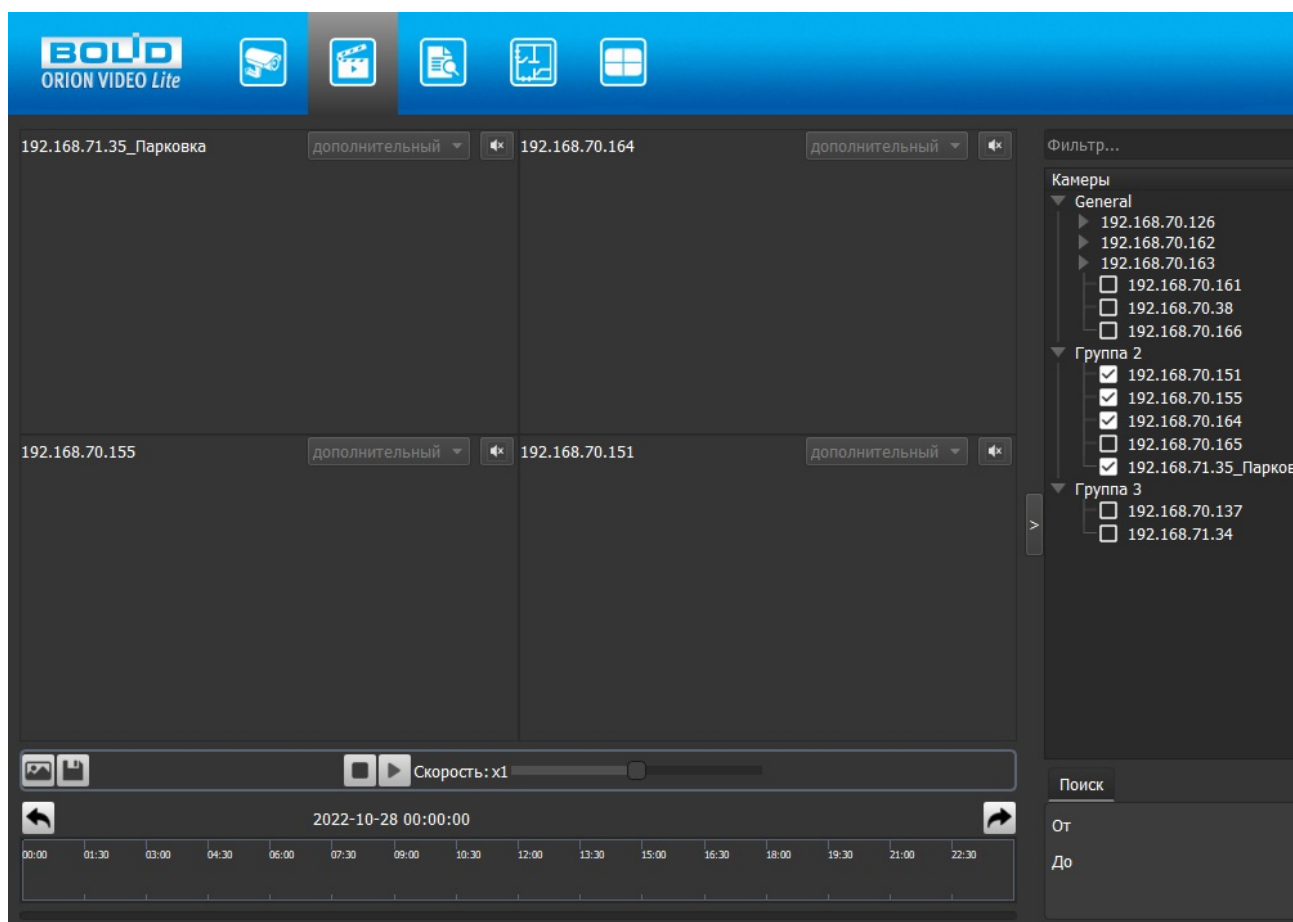 BOLID
ORION VIDEO Lite
192.168.71.35_Парковка
дополнительный
192.168.70.164
дополнительный
192.168.70.155
дополнительный
192.168.70.151
дополнительный
Скорость: x1
2022-10-28 00:00:00
00:00 01:30 03:00 04:30 06:00 07:30 09:00 10:30 12:00 13:30 15:00 16:30 18:00 19:30 21:00 22:30
>
Фильтр...
Камеры
General
192.168.70.126
192.168.70.162
192.168.70.163
192.168.70.161
192.168.70.38
192.168.70.166
Группа 2
192.168.70.151
192.168.70.155
192.168.70.164
192.168.70.165
192.168.71.35_Парков
Группа 3
192.168.70.137
192.168.71.34
Поиск
От
До